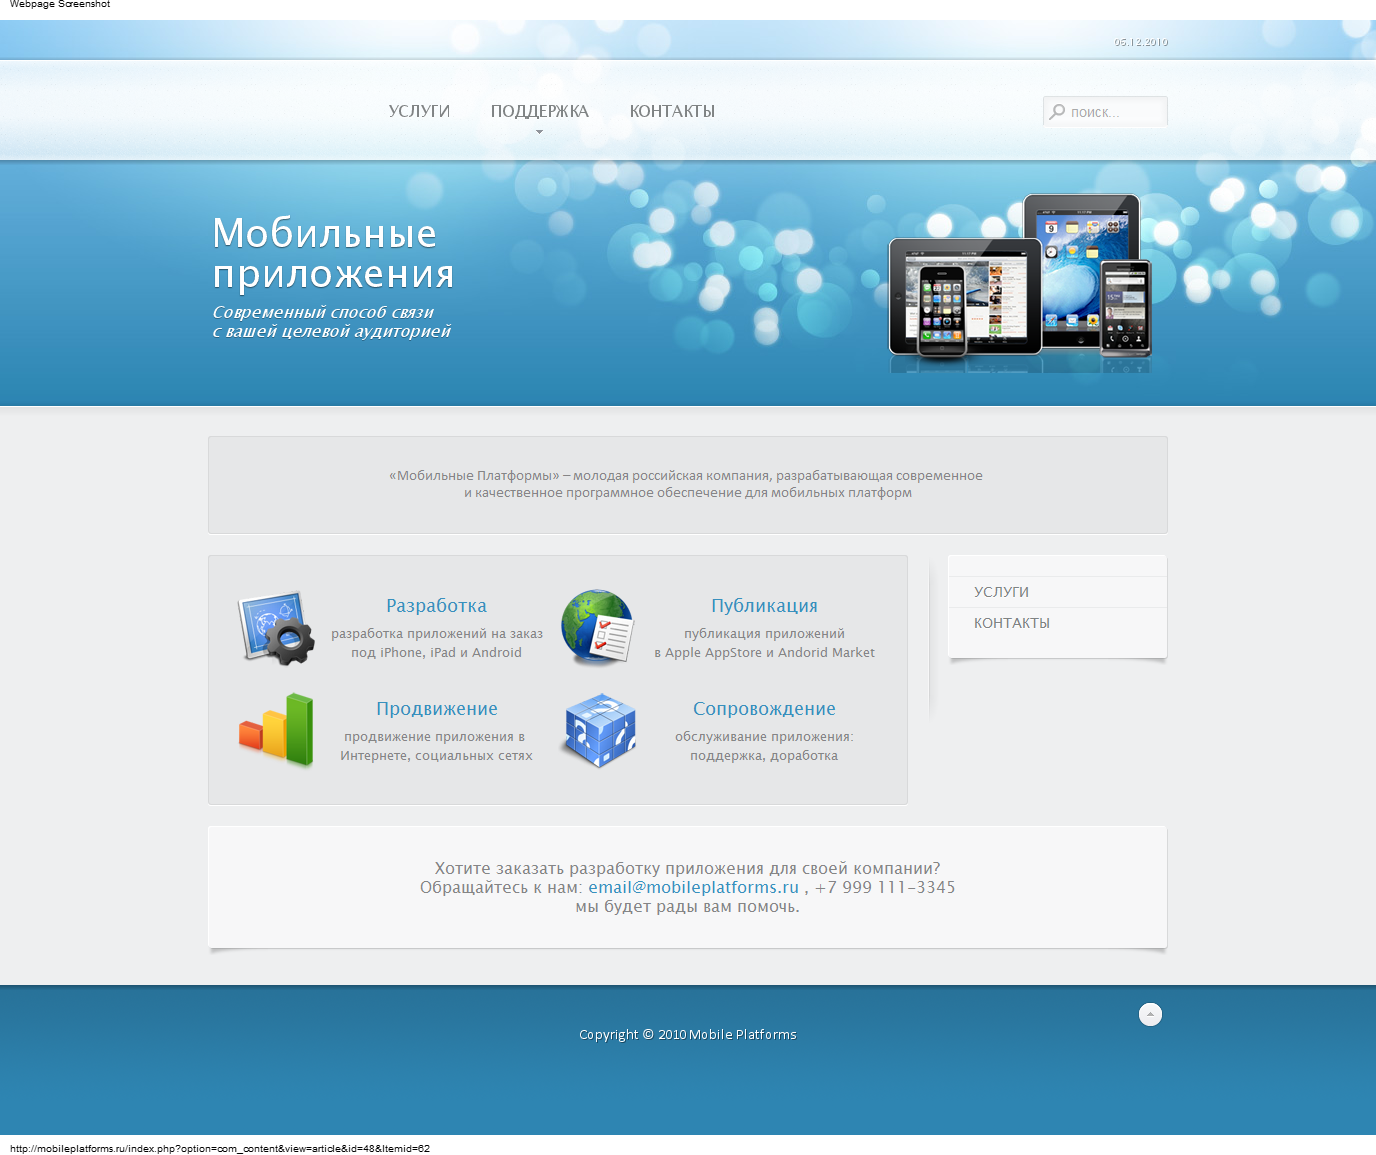 Webpage Screenshot
05.12.2010
УСЛУГИ ПОДДЕРЖКА КОНТАКТЫ
поиск...
Мобильные
приложения
Современный способ связи
с вашей целевой аудиторией
«Мобильные Платформы» – молодая российская компания, разрабатывающая современное
и качественное программное обеспечение для мобильных платформ
Разработка
разработка приложений на заказ
под iPhone, iPad и Android
Публикация
публикация приложений
в Apple AppStore и Andorid Market
Продвижение
продвижение приложения в
Интернете, социальных сетях
Сопровождение
обслуживание приложения:
поддержка, доработка
УСЛУГИ
КОНТАКТЫ
Хотите заказать разработку приложения для своей компании?
Обращайтесь к нам: email@mobileplatforms.ru , +7 999 111-3345
мы будет рады вам помочь.
Copyright © 2010 Mobile Platforms
http://mobileplatforms.ru/index.php?option=com_content&view=article&id=48&Itemid=62